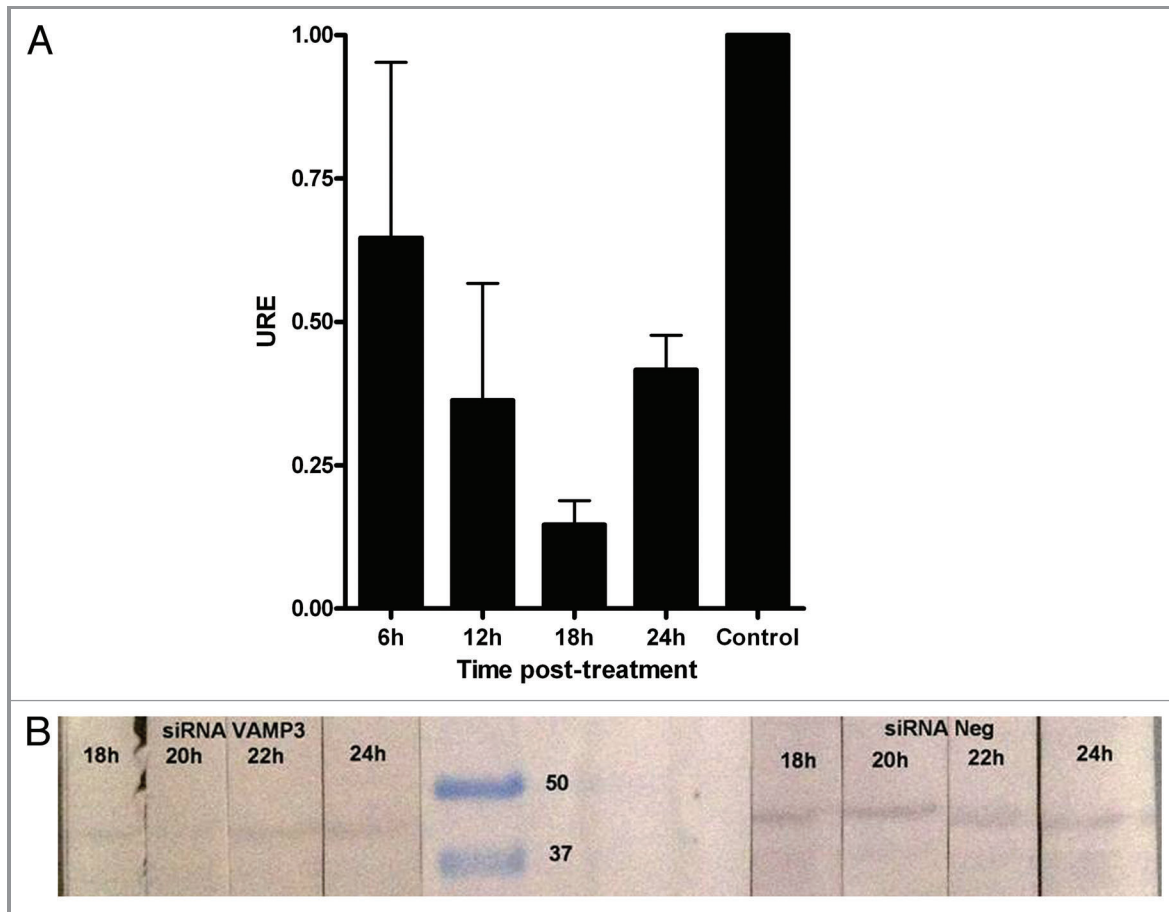 A
1.00
0.75
0.50
0.25
0.00
URE
6h 12h 18h 24h Control
Time post-treatment
B
siRNA VAMP3
18h 20h 22h 24h
50
37
siRNA Neg
18h 20h 22h 24h